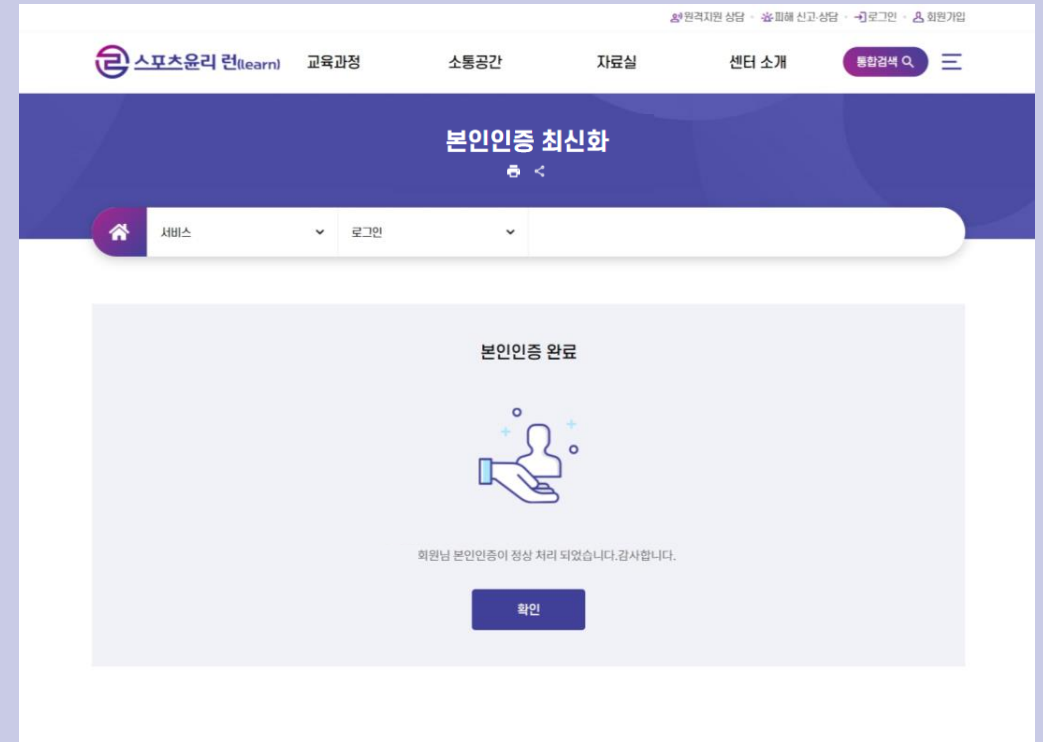 원격지원 상담 피해 신고·상담 로그인 회원가입
스포츠윤리 런(learn) 교육과정 소통공간 자료실 센터 소개 통합검색
본인인증 최신화
서비스 로그인
본인인증 완료
회원님 본인인증이 정상 처리 되었습니다.감사합니다.
확인